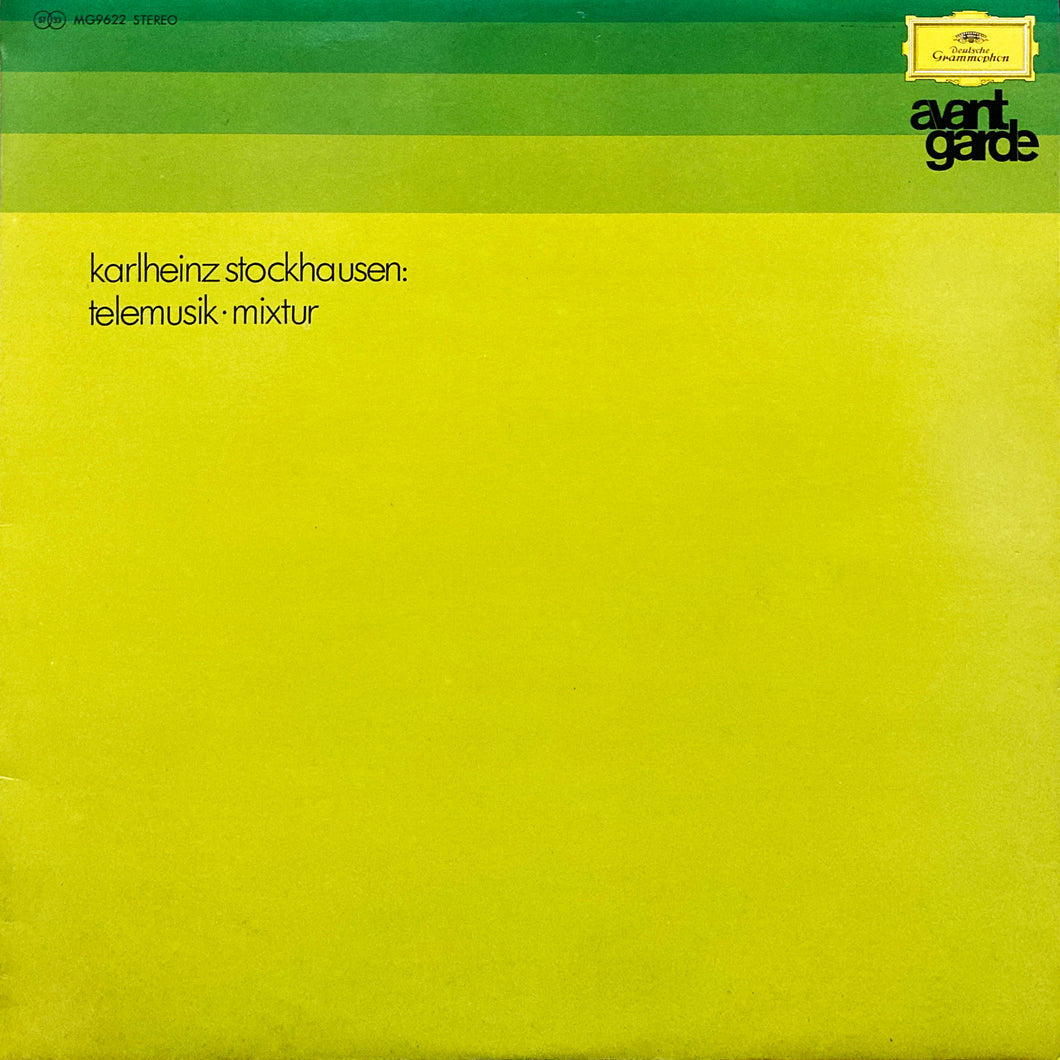 MG9622 STEREO
Deutsche
Grammophon
avant
garde
karlheinz stockhausen:
telemusik · mixtur